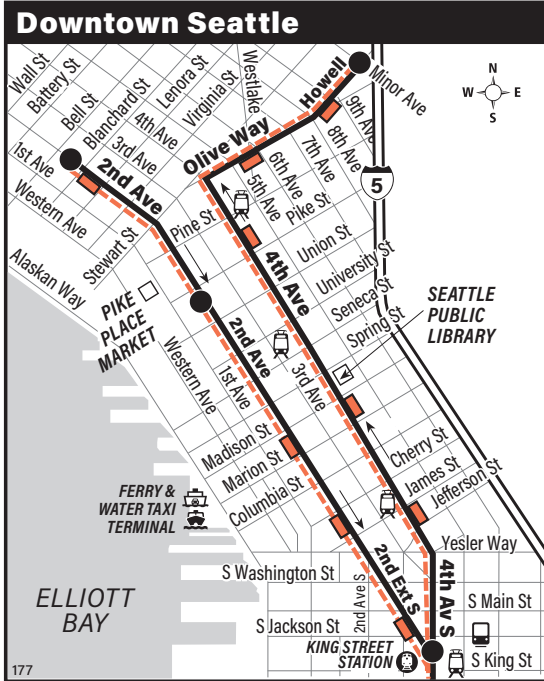 Downtown Seattle
Wall St
Battery St
Bell St
Blanchard St
Lenora St
Virginia St
Westlake
Howell
Minor Ave
N
W E
S
9th Ave
8th Ave
7th Ave
6th Ave
5th Ave
4th Ave
3rd Ave
2nd Ave
1st Ave
Western Ave
Olive Way
5
Pike St
Pine St
Stewart St
Alaskan Way
Union St
University St
Seneca St
Spring St
4th Ave
SEATTLE
PUBLIC
LIBRARY
PIKE
PLACE
MARKET
2nd Ave
3rd Ave
1st Ave
Western Ave
Madison St
Marion St
Columbia St
Cherry St
James St
Jefferson St
FERRY &
WATER TAXI
TERMINAL
Yesler Way
2nd Ext S
4th Av S
2nd Ave S
S Washington St
S Main St
ELLIOTT
BAY
S Jackson St
KING STREET
STATION
S King St
177